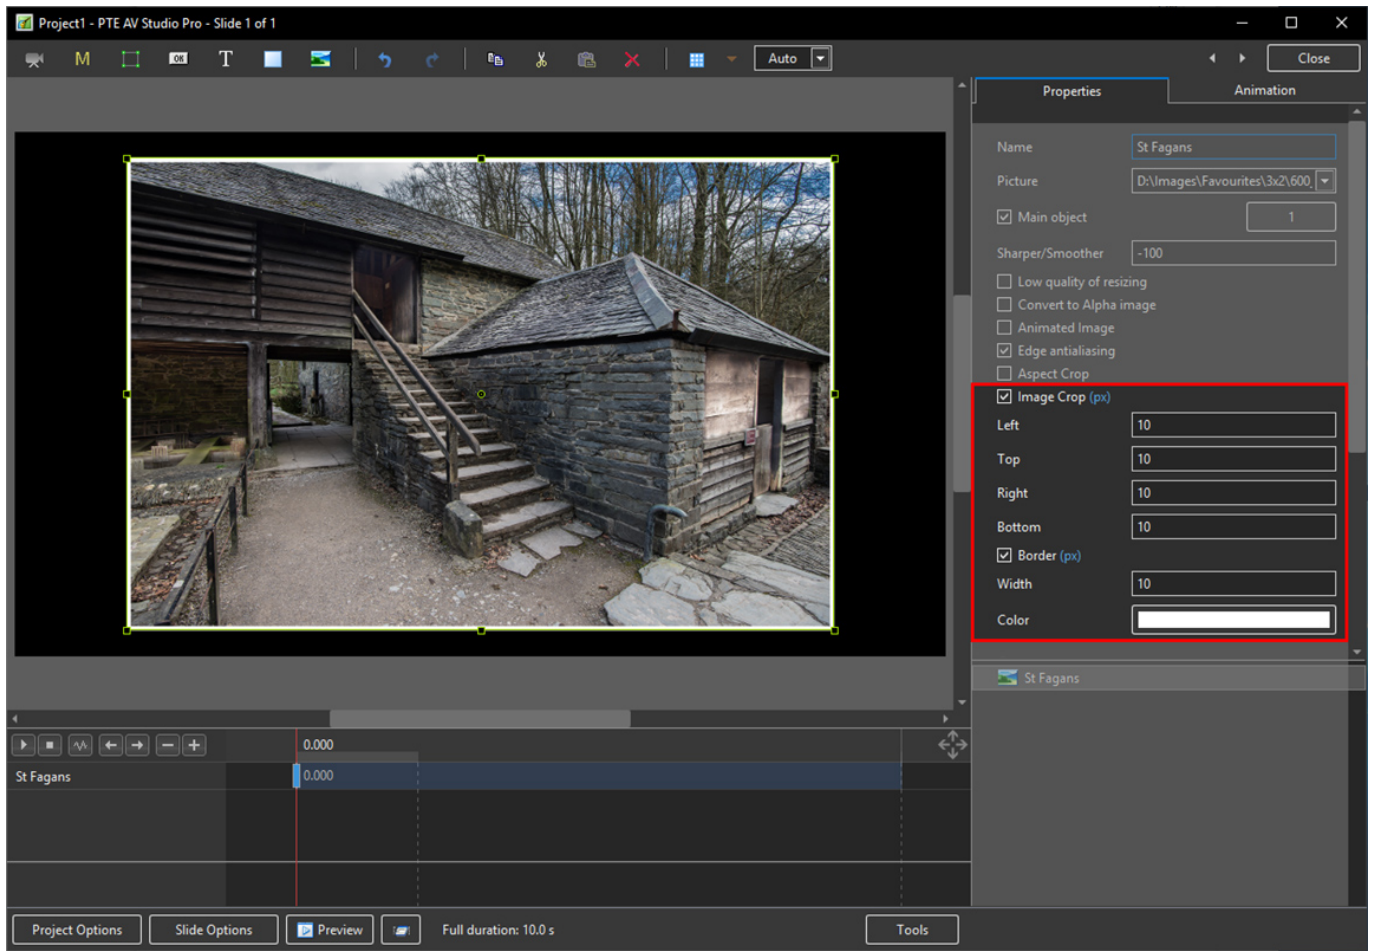 Project1 - PTE AV Studio Pro - Slide 1 of 1
M OK T Auto Close
Properties Animation
Name St Fagans
Picture D:\Images\Favourites\3x2\600_
Main object 1
Sharper/Smoother -100
Low quality of resizing
Convert to Alpha image
Animated Image
Edge antialiasing
Aspect Crop
Image Crop (px)
Left 10
Top 10
Right 10
Bottom 10
Border (px)
Width 10
Color
St Fagans
0.000
St Fagans 0.000
Project Options Slide Options Preview Full duration: 10.0 s Tools